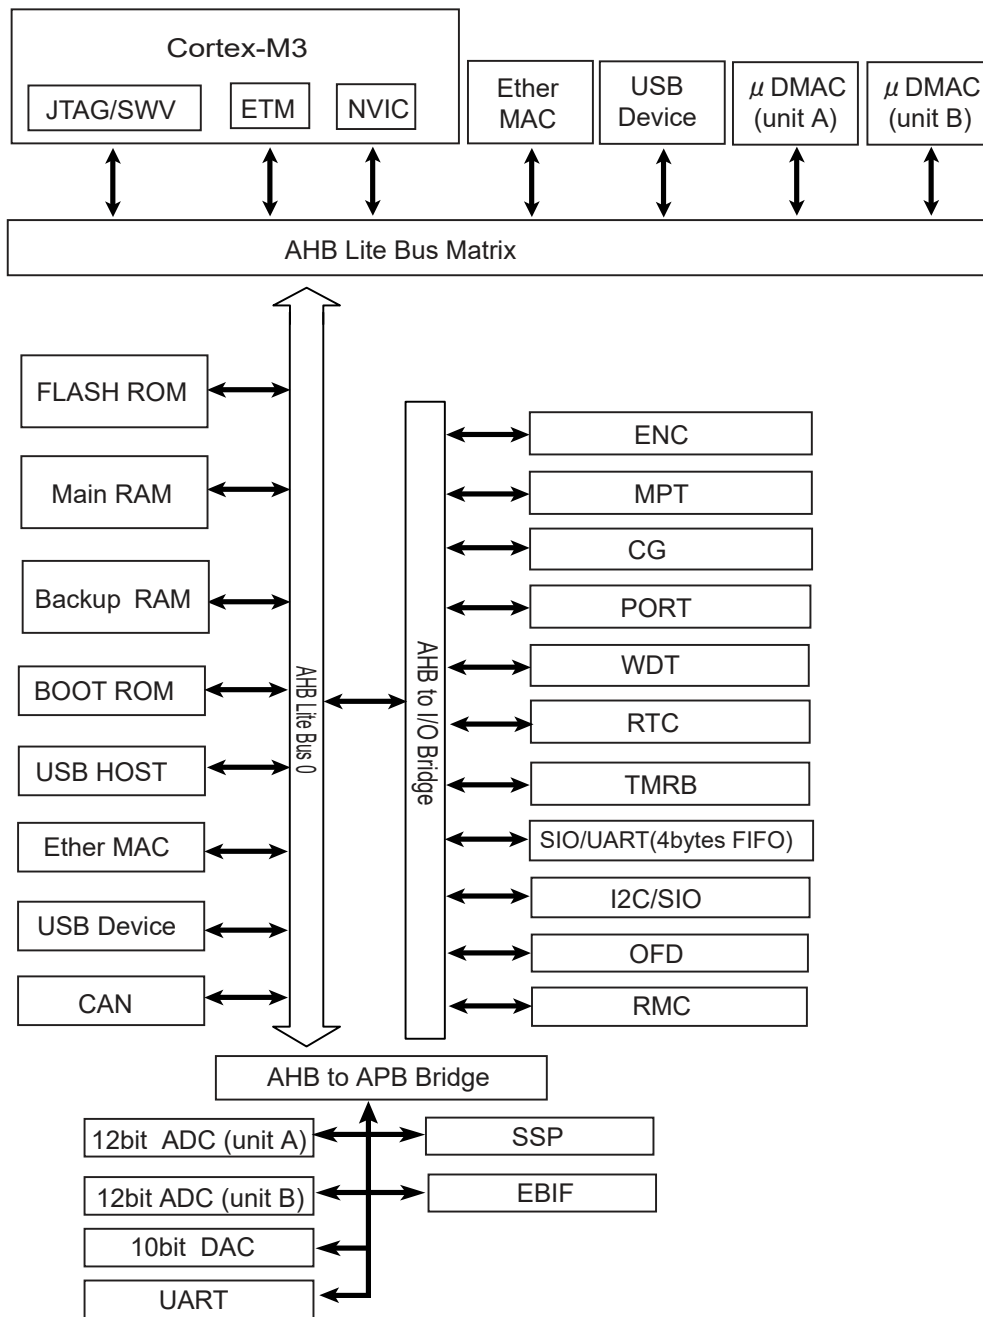 Cortex-M3
JTAG/SWV
ETM
NVIC
Ether
MAC
USB
Device
μ DMAC
(unit A)
μ DMAC
(unit B)
AHB Lite Bus Matrix
FLASH ROM
Main RAM
Backup RAM
BOOT ROM
USB HOST
Ether MAC
USB Device
CAN
AHB Lite Bus 0
AHB to I/O Bridge
ENC
MPT
CG
PORT
WDT
RTC
TMRB
SIO/UART(4bytes FIFO)
I2C/SIO
OFD
RMC
AHB to APB Bridge
12bit ADC (unit A)
12bit ADC (unit B)
10bit DAC
UART
SSP
EBIF